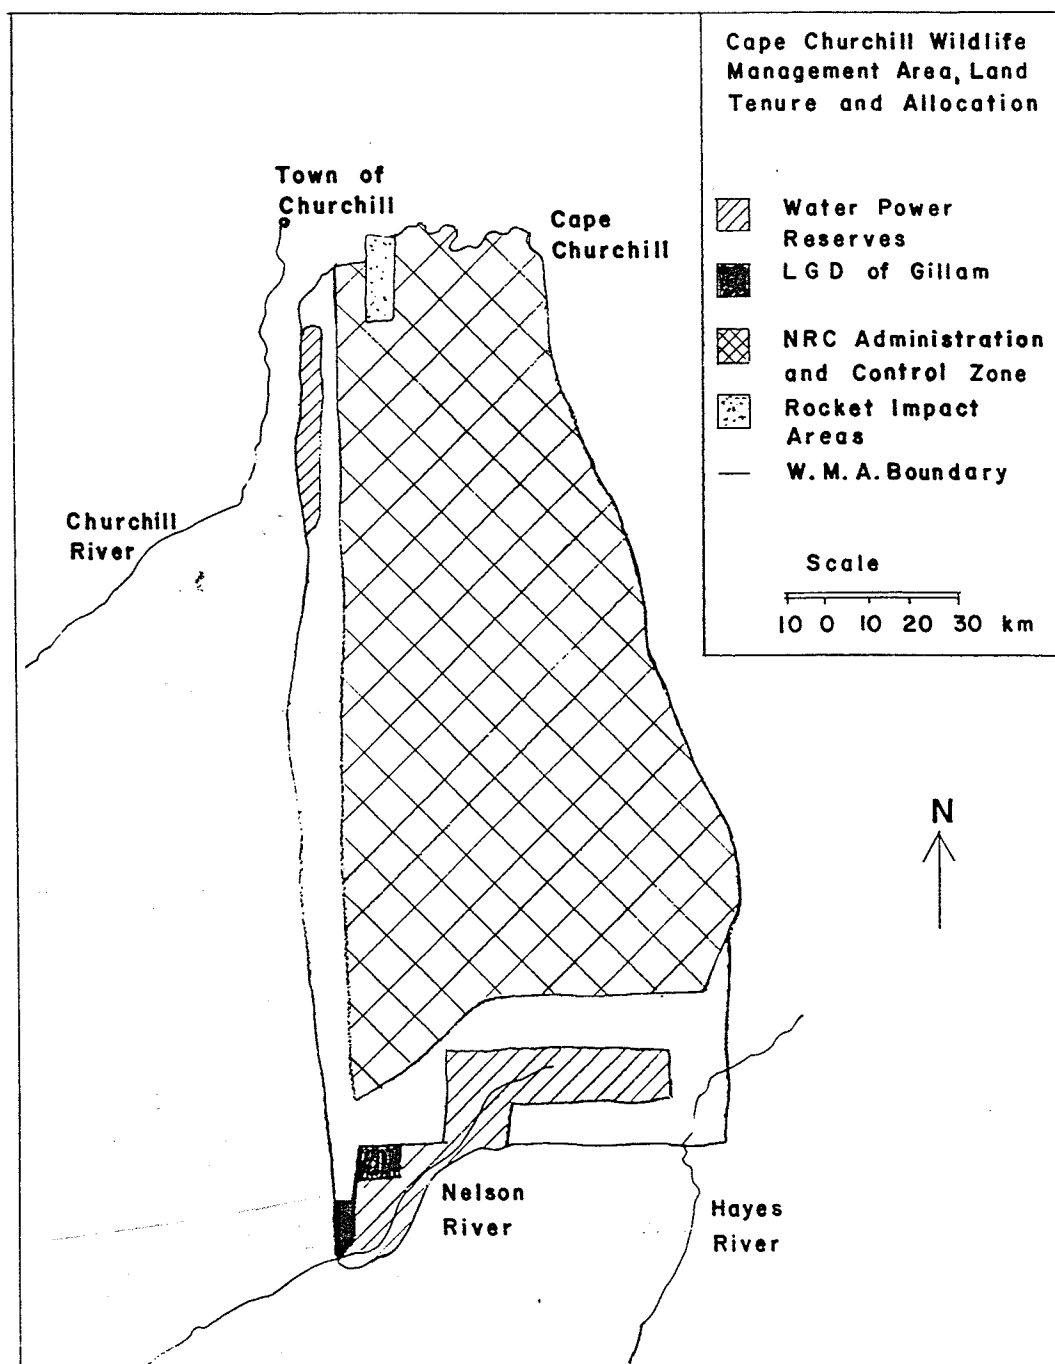 Cape Churchill Wildlife
Management Area, Land
Tenure and Allocation
Town of
Churchill
Cape
Churchill
Water Power
Reserves
LGD of Gillam
NRC Administration
and Control Zone
Rocket Impact
Areas
W. M. A. Boundary
Churchill
River
Scale
10 0 10 20 30 km
N
Nelson
River
Hayes
River